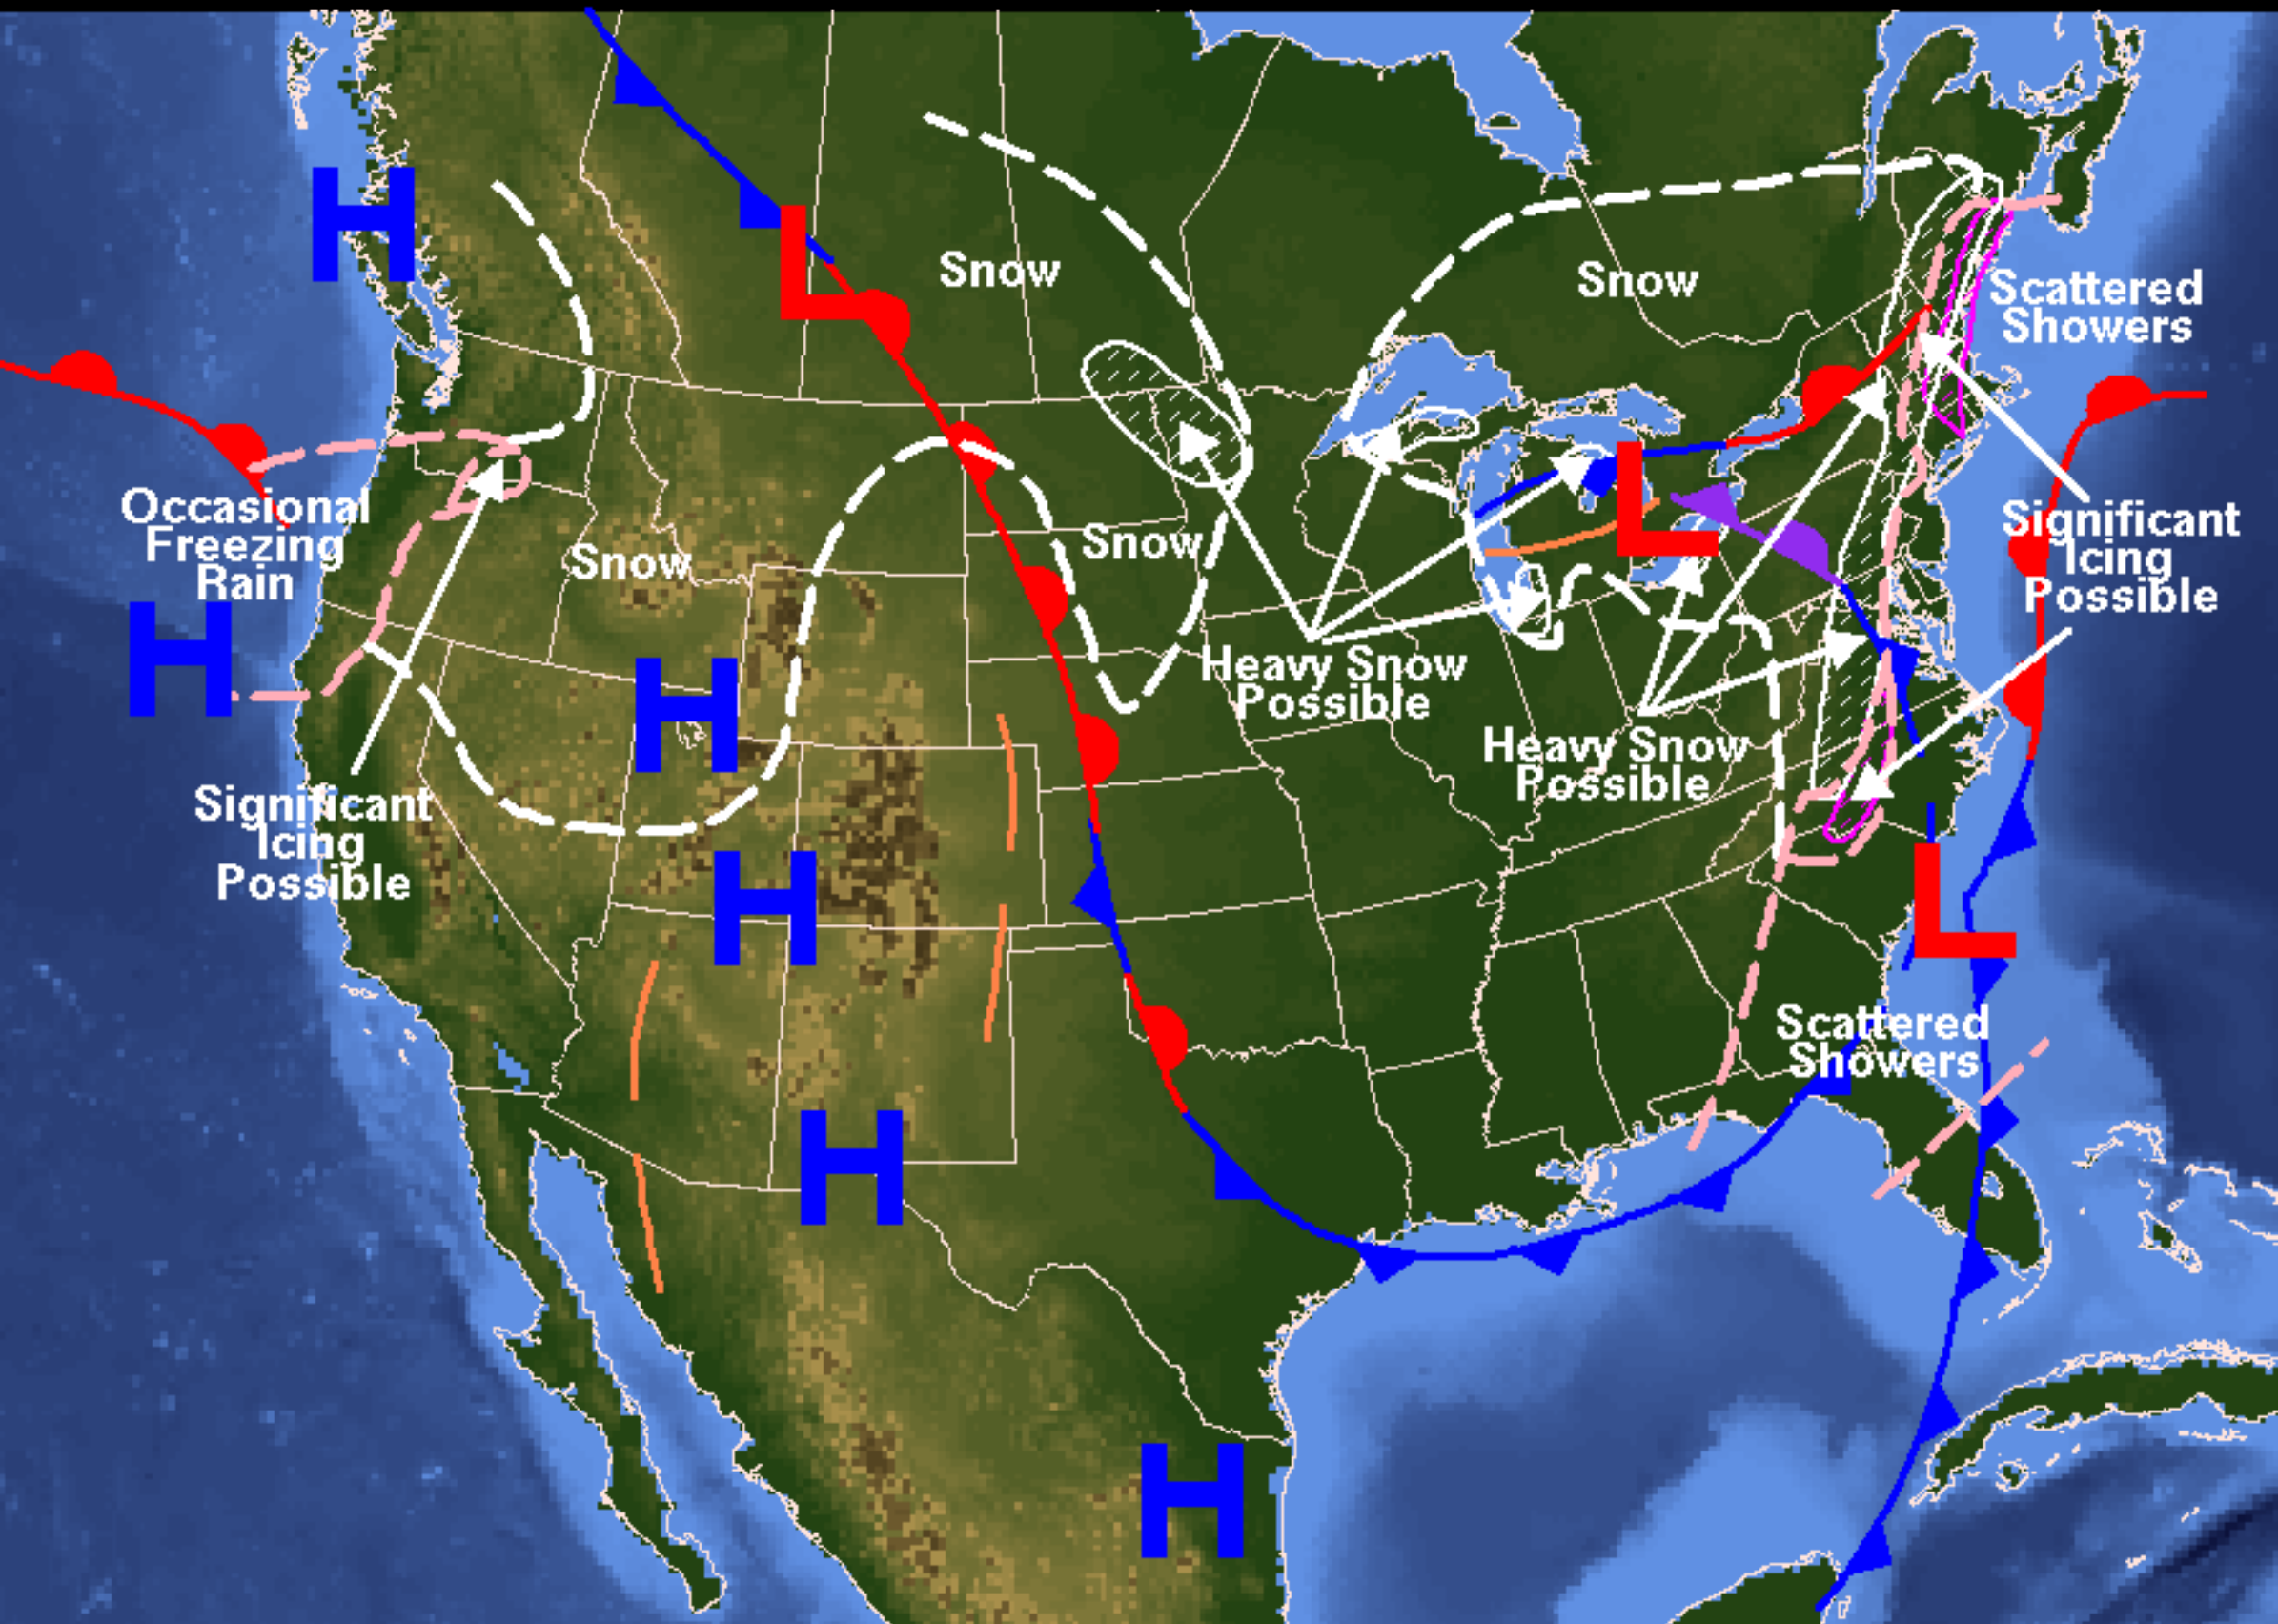 H
L
Snow
Snow
Scattered
Showers
Occasional
Freezing
Rain
Snow
Snow
L
Significant
Icing
Possible
H
H
Heavy Snow
Possible
Heavy Snow
Possible
Significant
Icing
Possible
H
L
Scattered
Showers
H
H